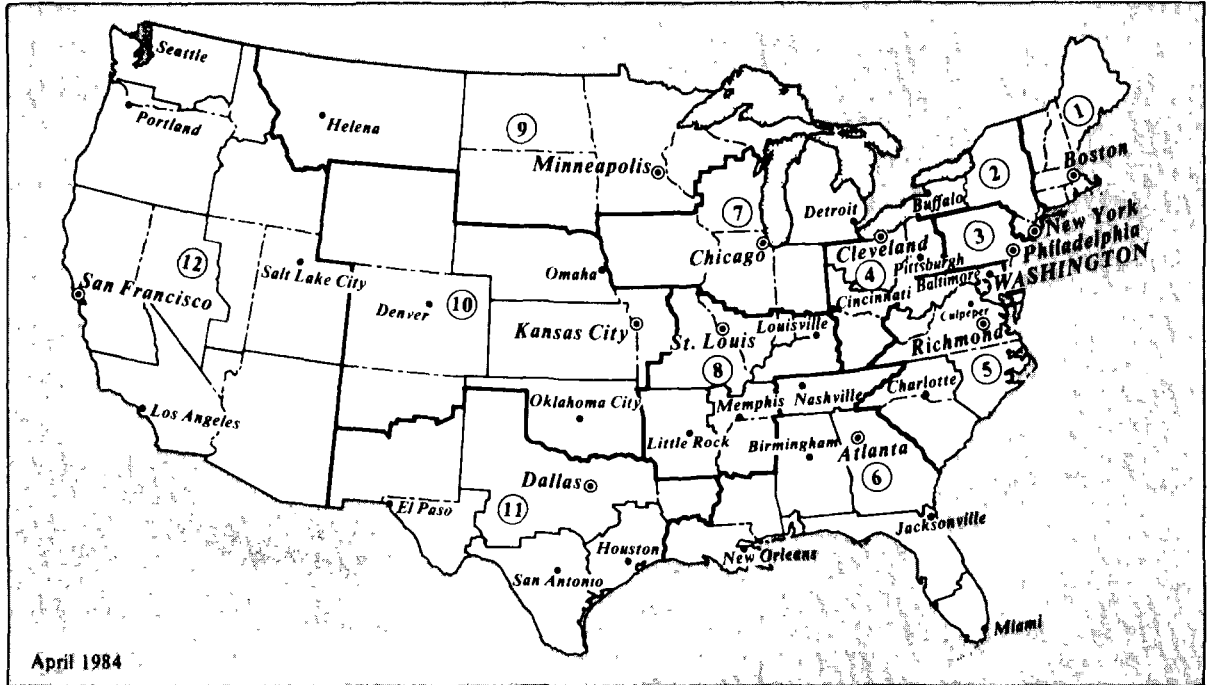 Seattle
Portland
Helena
9
Minneapolis
1
Boston
2
Buffalo
7
Detroit
3
New York
Philadelphia
Cleveland
Chicago
4
Pittsburgh
WASHINGTON
Baltimore
Cincinnati
12
Salt Lake City
Omaha
San Francisco
Denver
10
Culpeper
Kansas City
St. Louis
Louisville
Richmond
8
5
Charlotte
Memphis
Nashville
Oklahoma City
Los Angeles
Little Rock
Birmingham
Atlanta
6
Dallas
11
El Paso
Jacksonville
Houston
New Orleans
San Antonio
Miami
April 1984